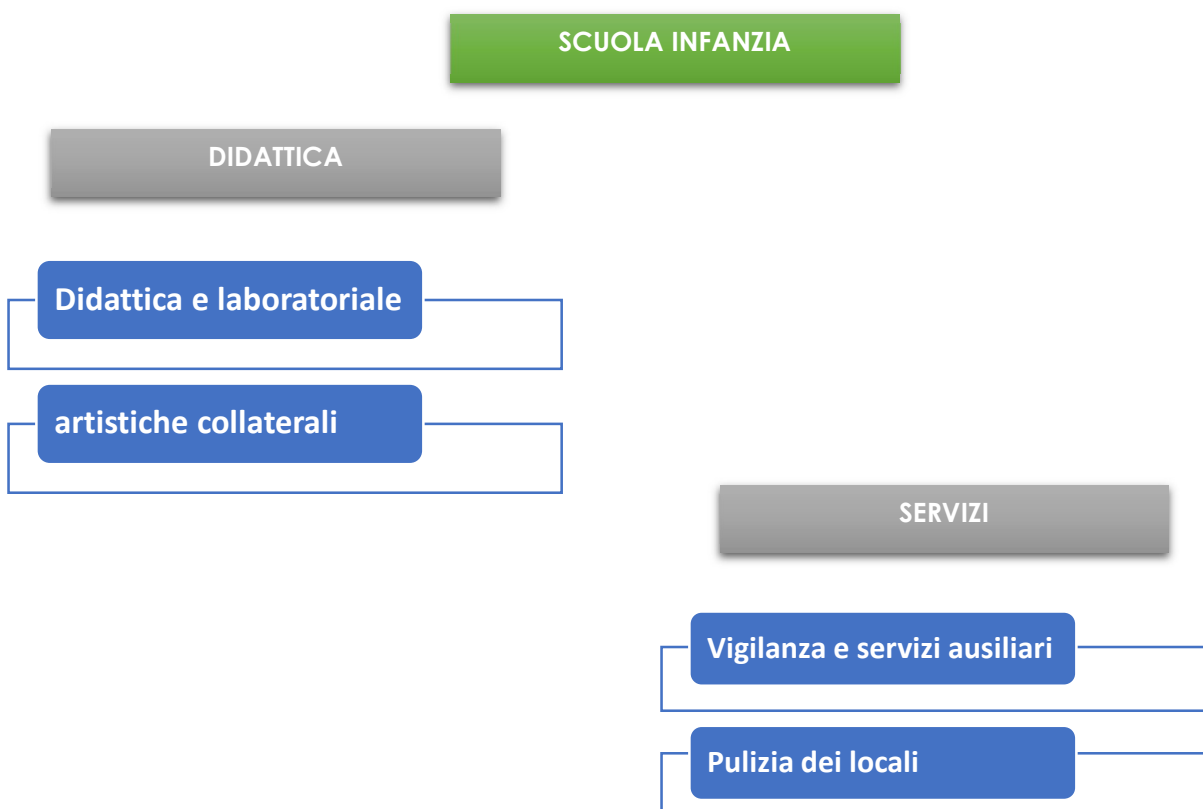 SCUOLA INFANZIA
DIDATTICA
Didattica e laboratoriale
artistiche collaterali
SERVIZI
Vigilanza e servizi ausiliari
Pulizia dei locali